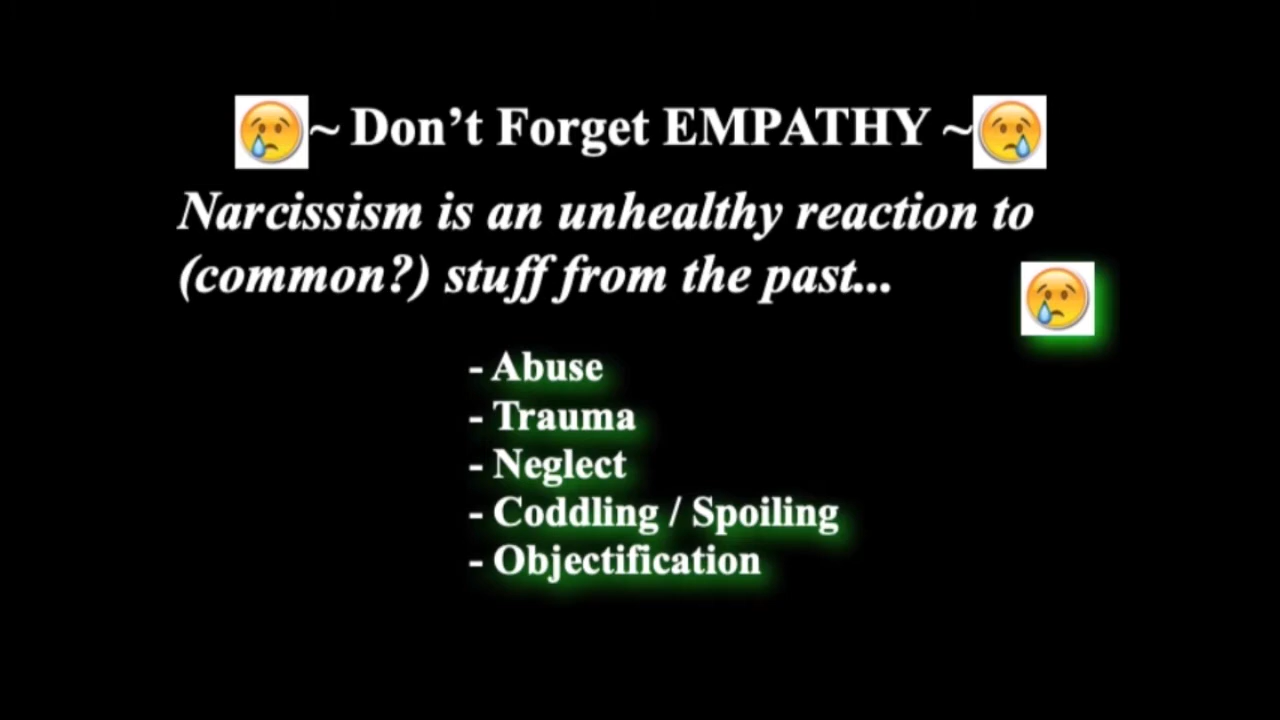 ~ Don’t Forget EMPATHY ~
Narcissism is an unhealthy reaction to
(common?) stuff from the past...
- Abuse
- Trauma
- Neglect
- Coddling / Spoiling
- Objectification